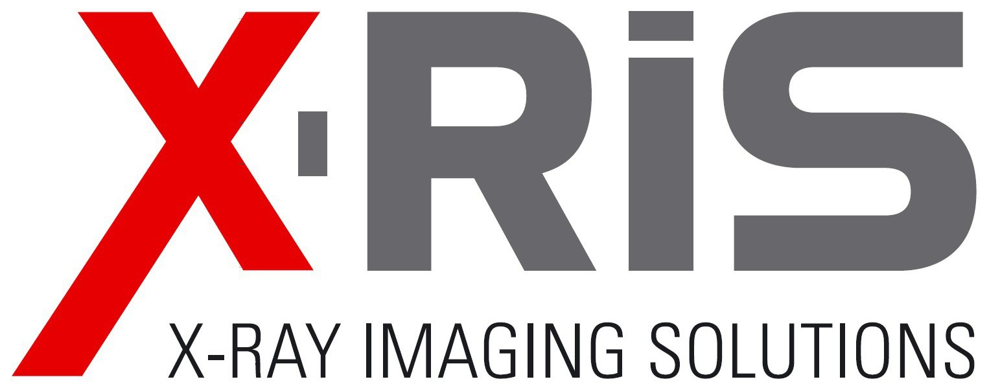 X-RiS
X-RAY IMAGING SOLUTIONS